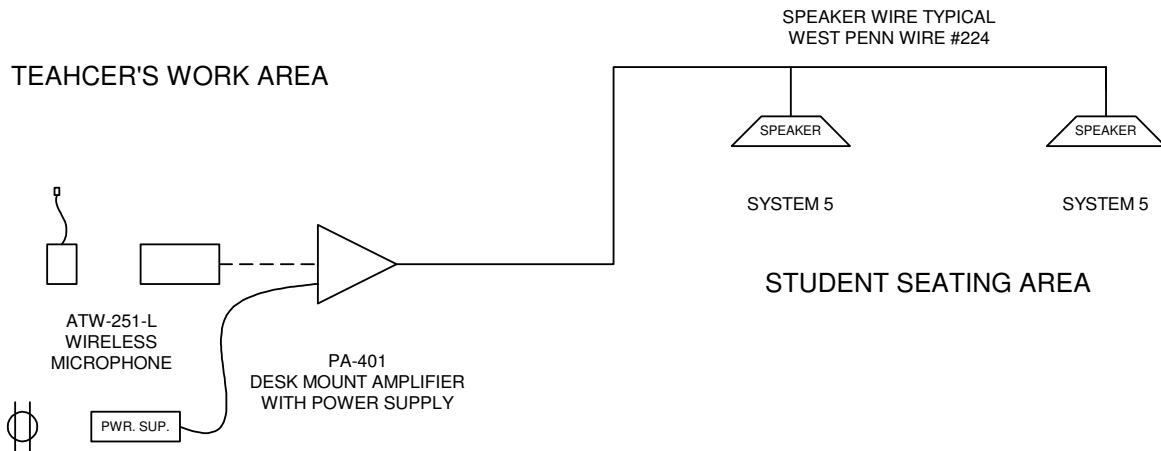 SPEAKER WIRE TYPICAL
WEST PENN WIRE #224
TEAHCER'S WORK AREA
SPEAKER
SPEAKER
SYSTEM 5
SYSTEM 5
STUDENT SEATING AREA
ATW-251-L
WIRELESS
MICROPHONE
PA-401
DESK MOUNT AMPLIFIER
WITH POWER SUPPLY
PWR. SUP.